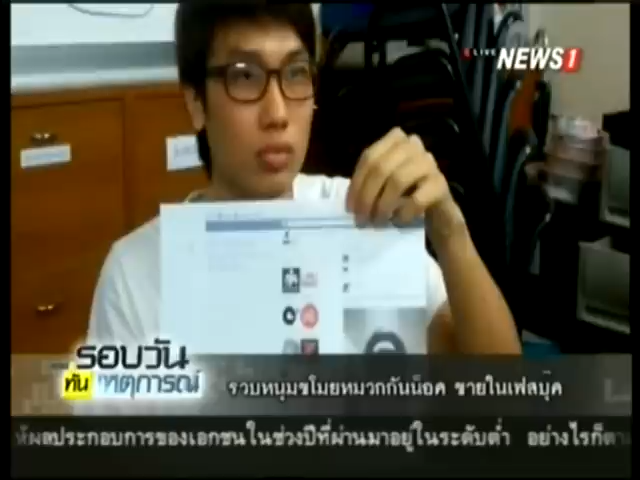 LIVE NEWS1
รอบวัน
ทัน เหตุการณ์
รวบหนุ่มขโมยหมวกกันน็อค ขายในเฟสบุ๊ค
ห้ผลประกอบการของเอกชนในช่วงปีที่ผ่านมาอยู่ในระดับต่ำ อย่างไรก็ตาม